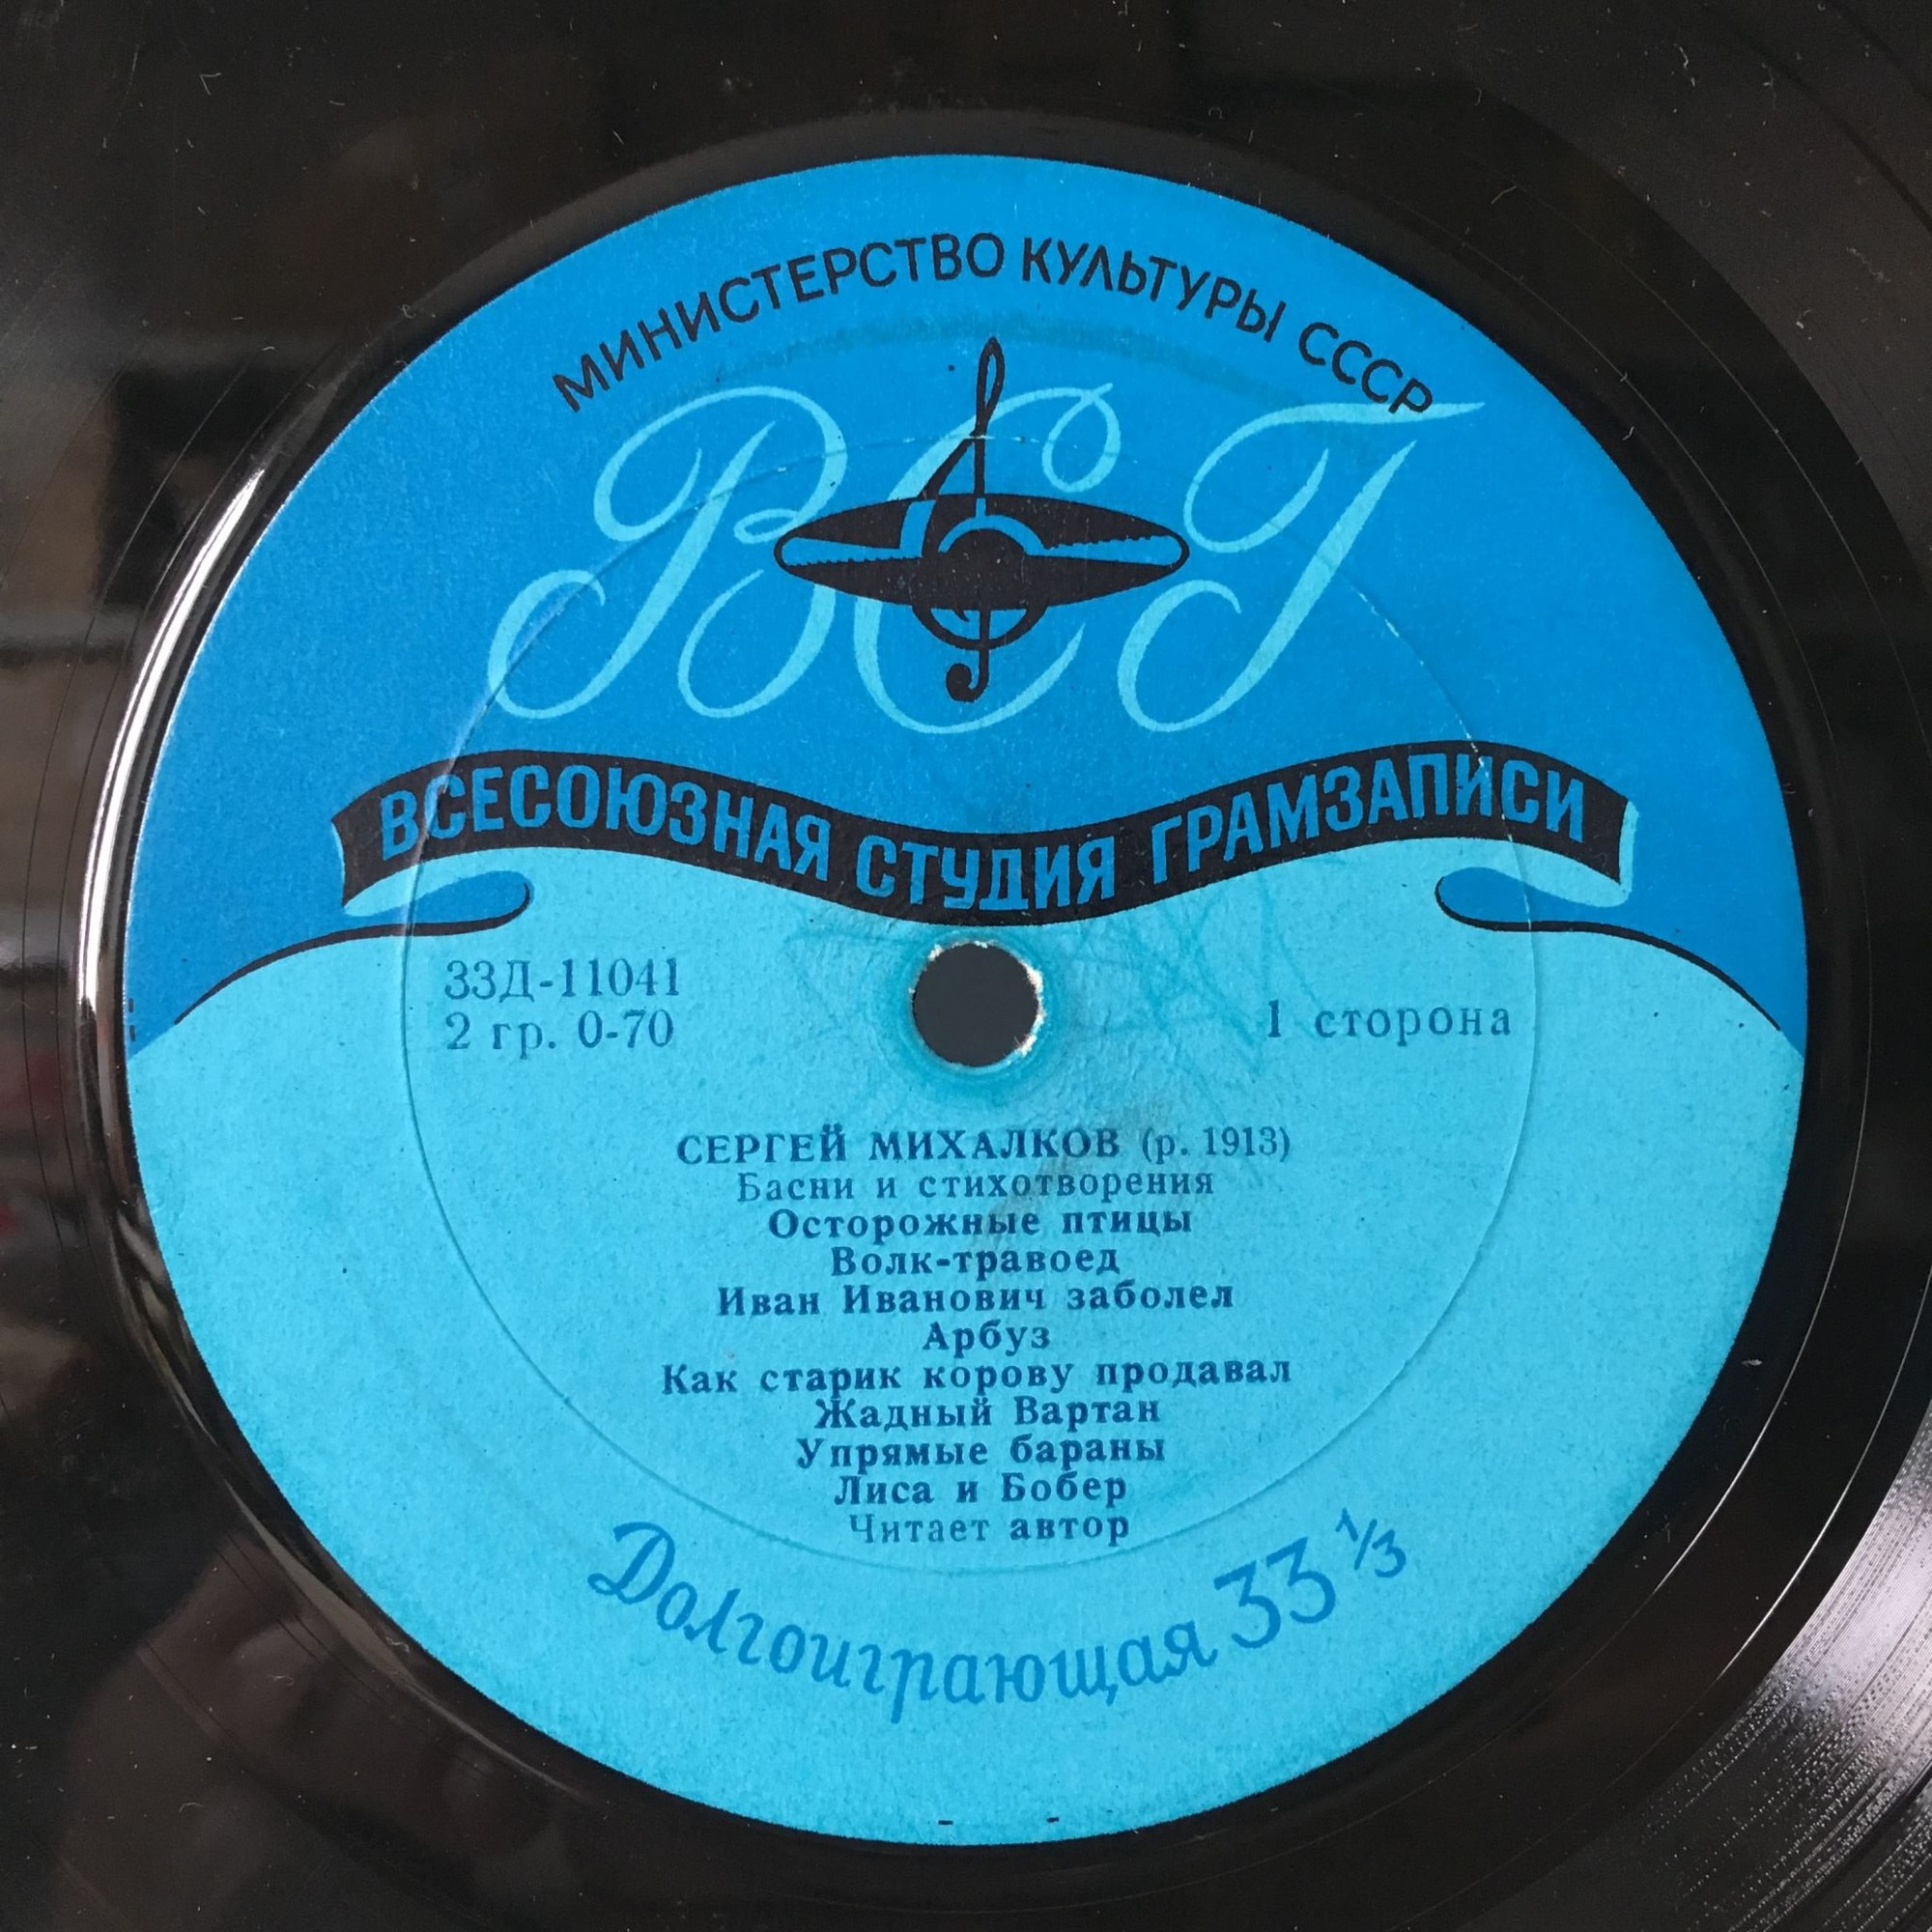 МИНИСТЕРСТВО КУЛЬТУРЫ СССР
ВСГ
ВСЕСОЮЗНАЯ СТУДИЯ ГРАМЗАПИСИ
33Д-11041
2 гр. 0-70
1 сторона
СЕРГЕЙ МИХАЛКОВ (р. 1913)
Басни и стихотворения
Осторожные птицы
Волк-травоед
Иван Иванович заболел
Арбуз
Как старик корову продавал
Жадный Вартан
Упрямые бараны
Лиса и Бобер
Читает автор
Долгоиграющая 33 1/3